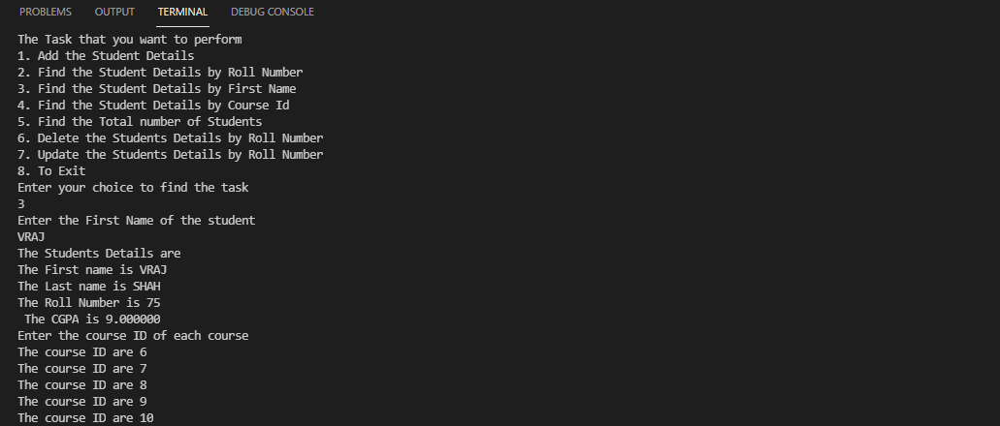 PROBLEMS OUTPUT TERMINAL DEBUG CONSOLE
The Task that you want to perform
1. Add the Student Details
2. Find the Student Details by Roll Number
3. Find the Student Details by First Name
4. Find the Student Details by Course Id
5. Find the Total number of Students
6. Delete the Students Details by Roll Number
7. Update the Students Details by Roll Number
8. To Exit
Enter your choice to find the task
3
Enter the First Name of the student
VRAJ
The Students Details are
The First name is VRAJ
The Last name is SHAH
The Roll Number is 75
 The CGPA is 9.000000
Enter the course ID of each course
The course ID are 6
The course ID are 7
The course ID are 8
The course ID are 9
The course ID are 10